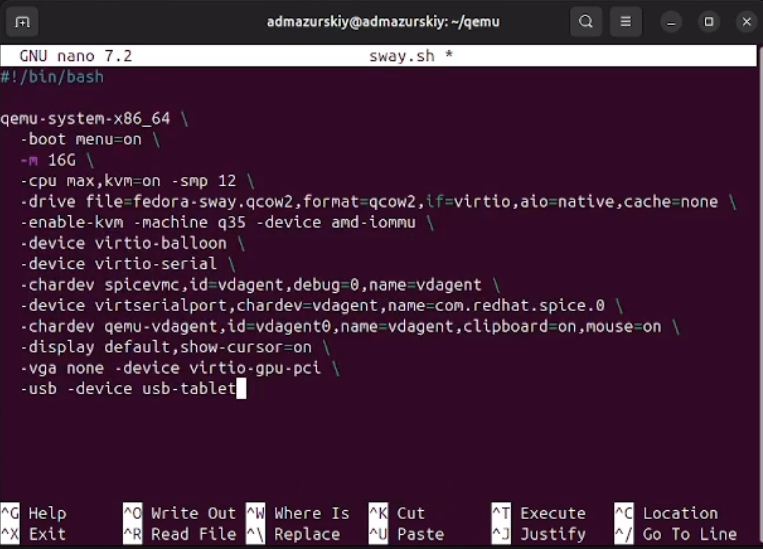 admazurskiy@admazurskiy: ~/qemu
GNU nano 7.2 sway.sh *
#!/bin/bash
qemu-system-x86_64 \
-boot menu=on \
-m 16G \
-cpu max,kvm=on -smp 12 \
-drive file=fedora-sway.qcow2,format=qcow2,if=virtio,aio=native,cache=none \
-enable-kvm -machine q35 -device amd-iommu \
-device virtio-balloon \
-device virtio-serial \
-chardev spicevmc,id=vdagent,debug=0,name=vdagent \
-device virtserialport,chardev=vdagent,name=com.redhat.spice.0 \
-chardev qemu-vdagent,id=vdagent0,name=vdagent,clipboard=on,mouse=on \
-display default,show-cursor=on \
-vga none -device virtio-gpu-pci \
-usb -device usb-tablet
^G Help ^O Write Out ^W Where Is ^K Cut ^T Execute ^C Location
^X Exit ^R Read File ^\ Replace ^U Paste ^J Justify ^/ Go To Line